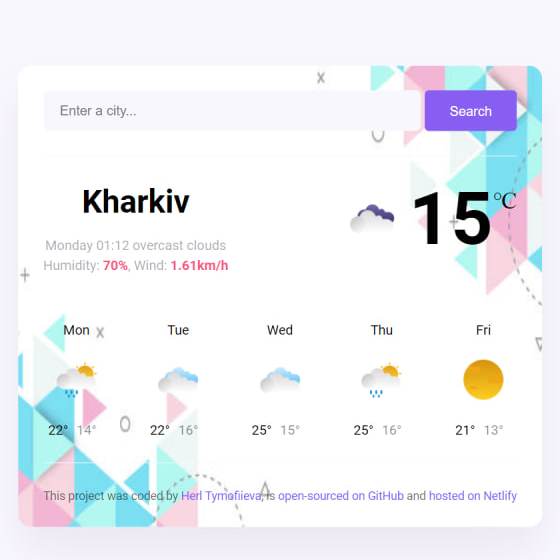 Enter a city...
Search
Kharkiv
15°C
Monday 01:12 overcast clouds
Humidity: 70%, Wind: 1.61km/h
Mon Tue Wed Thu Fri
22° 14° 22° 16° 25° 15° 25° 16° 21° 13°
This project was coded by Herl Tymofiieva, is open-sourced on GitHub and hosted on Netlify